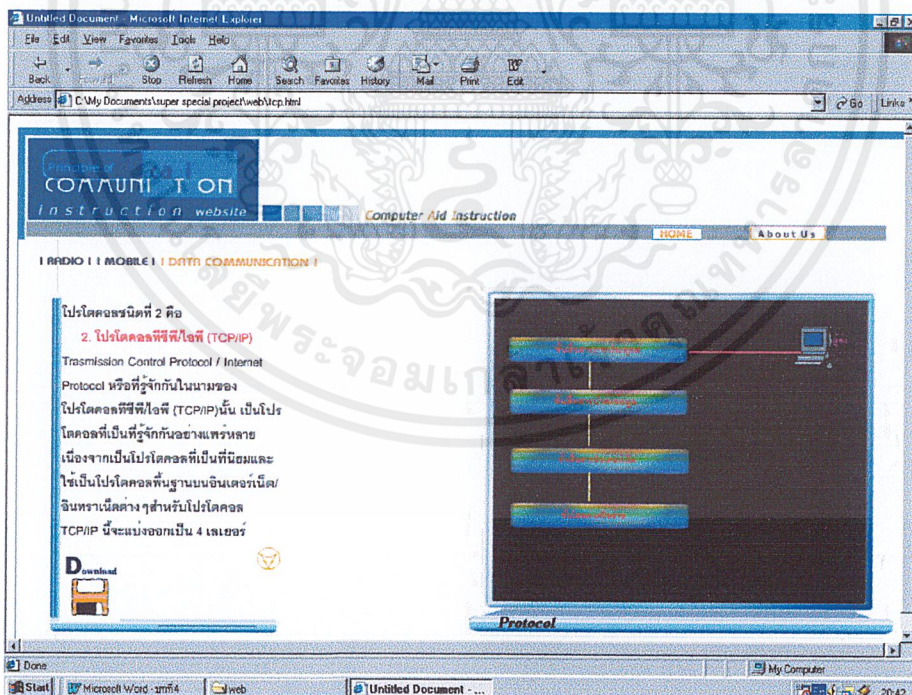 Untitled Document - Microsoft Internet Explorer
File Edit View Favorites Tools Help
Back Forward Stop Refresh Home Search Favorites History Mail Print Edit
Address C:\My Documents\super special project\web\tcp.html Go Links
Principle of
COMMUNI T ON
instruction website
Computer Aid Instruction
HOME About Us
| RADIO | | MOBILE | | DATA COMMUNICATION |
โปรโตคอลชนิดที่ 2 คือ
2. โปรโตคอลทีซีพี/ไอพี (TCP/IP)
Trasmission Control Protocol / Internet
Protocol หรือที่รู้จักกันในนามของ
โปรโตคอลทีซีพี/ไอพี (TCP/IP)นั้น เป็นโปร
โตคอลที่เป็นที่รู้จักกันอย่างแพร่หลาย
เนื่องจากเป็นโปรโตคอลที่เป็นที่นิยมและ
ใช้เป็นโปรโตคอลพื้นฐานบนอินเตอร์เน็ต/
อินทราเน็ตต่าง ๆสำหรับโปรโตคอล
TCP/IP นี้จะแบ่งออกเป็น 4 เลเยอร์
Download
Protocol
Done My Computer
Start Microsoft Word - บทที่4 web Untitled Document - ... 20:43